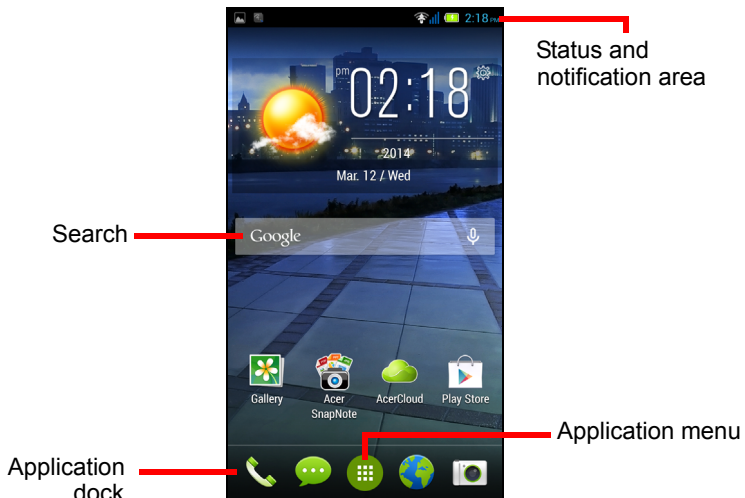 2:18 PM
Status and
notification area
pm
02:18
2014
Mar. 12 / Wed
Search
Google
Gallery
Acer
SnapNote
AcerCloud
Play Store
Application menu
Application
dock